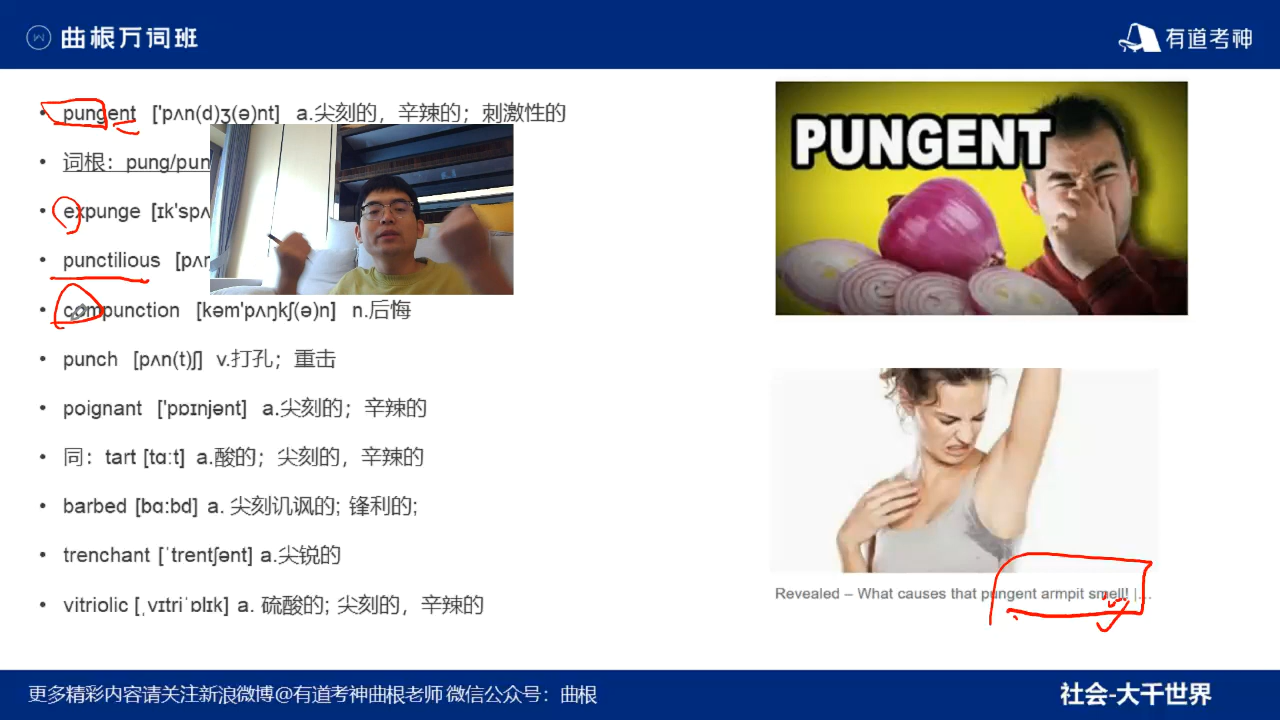 曲根万词班
有道考神
pungent ['pʌn(d)ʒ(ə)nt] a.尖刻的，辛辣的；刺激性的
词根：pung/pun
expunge [ɪk'spʌ
punctilious [pʌ
compunction [kəm'pʌŋkʃ(ə)n] n.后悔
punch [pʌn(t)ʃ] v.打孔；重击
poignant ['pɒɪnjənt] a.尖刻的；辛辣的
同：tart [tɑːt] a.酸的；尖刻的，辛辣的
barbed [bɑːbd] a. 尖刻讥讽的; 锋利的;
trenchant [ˈtrentʃənt] a.尖锐的
vitriolic [ˌvɪtriˈɒlɪk] a. 硫酸的; 尖刻的，辛辣的
PUNGENT
Revealed – What causes that pungent armpit smell! |...
更多精彩内容请关注新浪微博@有道考神曲根老师 微信公众号：曲根
社会-大千世界